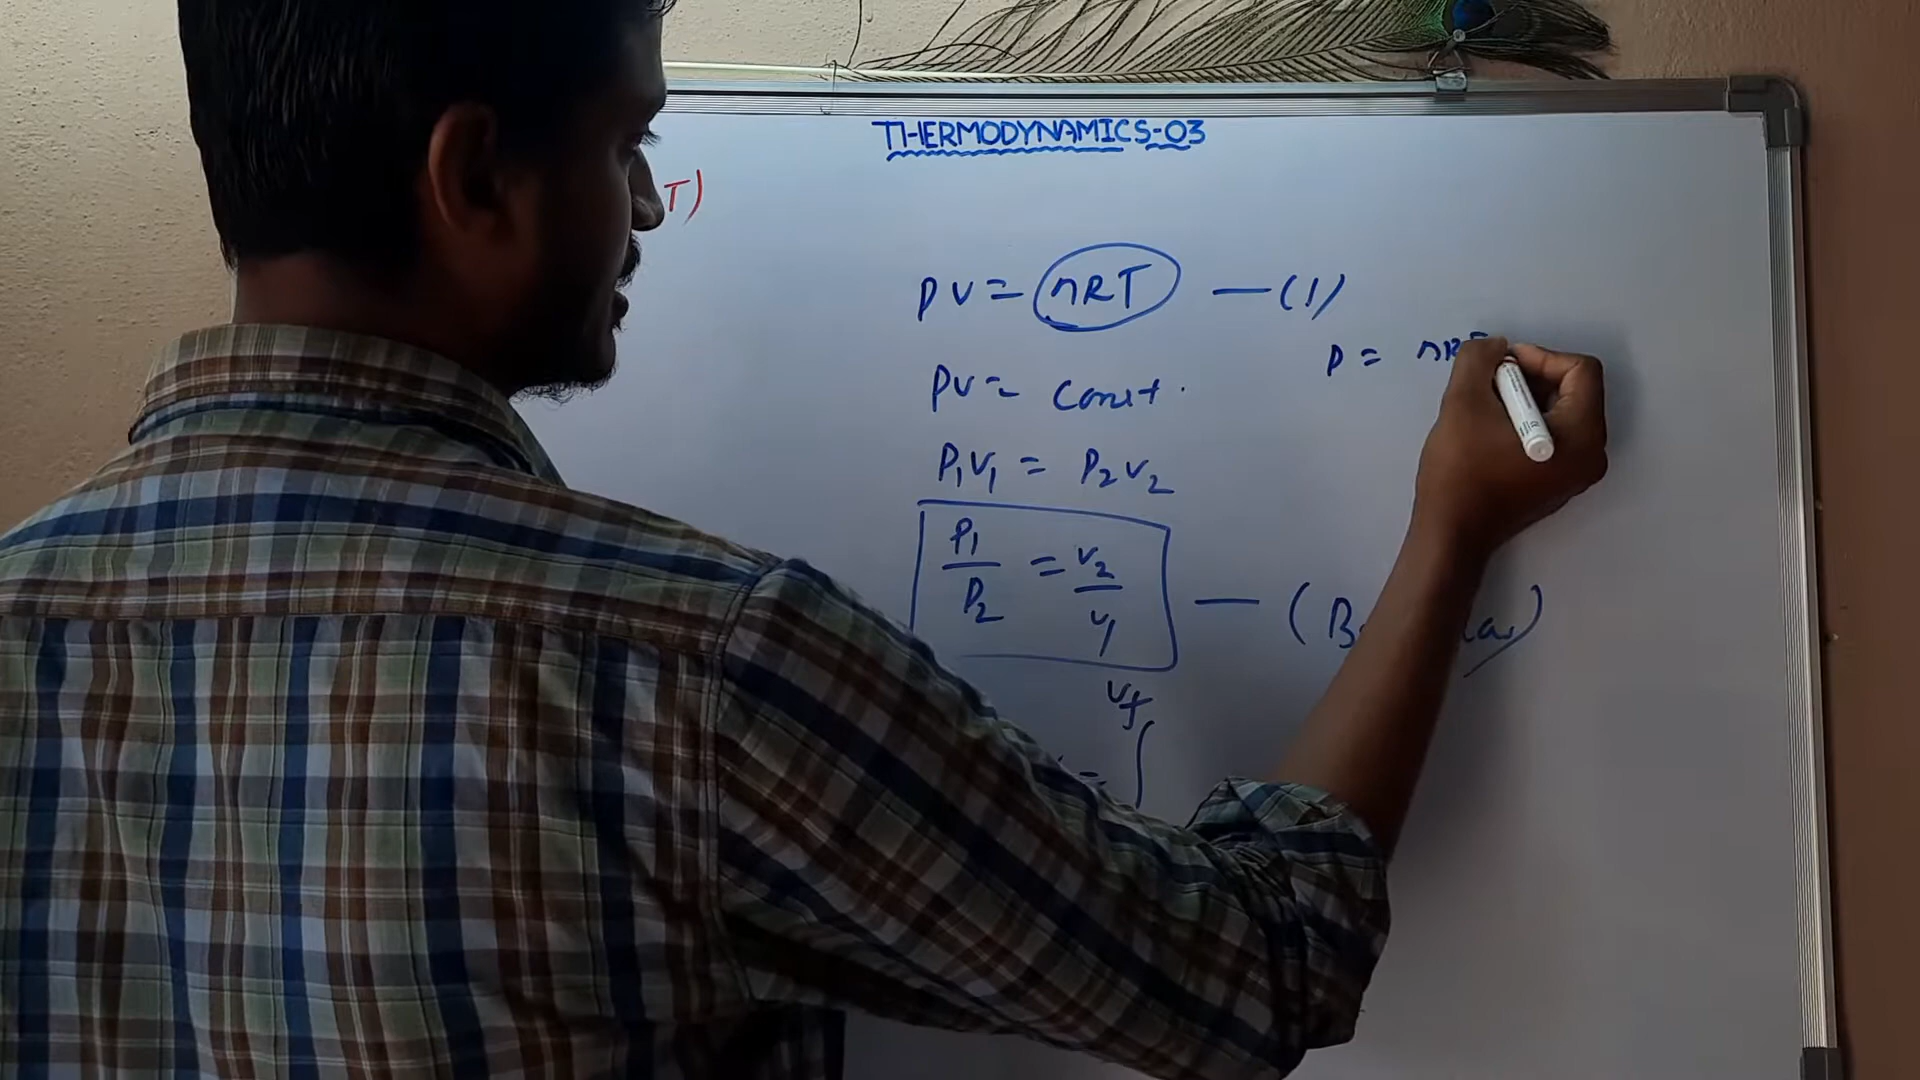 THERMODYNAMICS-03
T)
PV = nRT — (1)
P = nR
PV = const.
P₁V₁ = P₂V₂
P₁/P₂ = V₂/V₁ — (B
Vf
= ∫